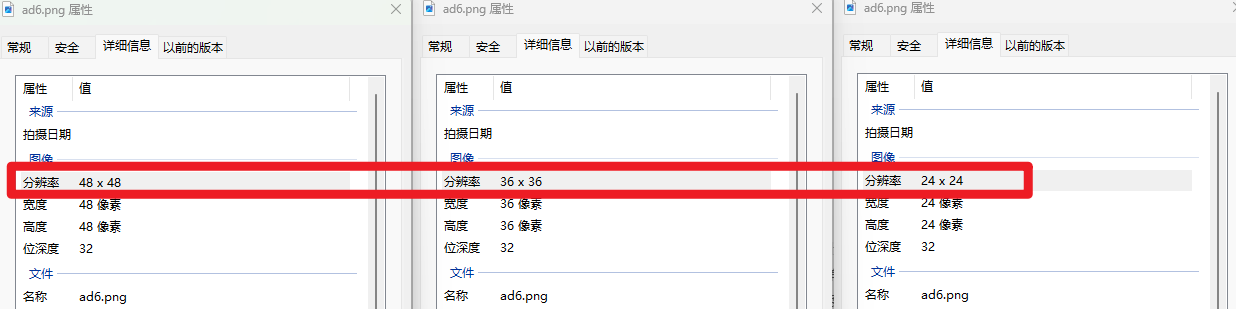 ad6.png 属性
常规 安全 详细信息 以前的版本
属性 值
来源
拍摄日期
图像
分辨率 48 x 48
宽度 48 像素
高度 48 像素
位深度 32
文件
名称 ad6.png
ad6.png 属性
常规 安全 详细信息 以前的版本
属性 值
来源
拍摄日期
图像
分辨率 36 x 36
宽度 36 像素
高度 36 像素
位深度 32
文件
名称 ad6.png
ad6.png 属性
常规 安全 详细信息 以前的版本
属性 值
来源
拍摄日期
图像
分辨率 24 x 24
宽度 24 像素
高度 24 像素
位深度 32
文件
名称 ad6.png